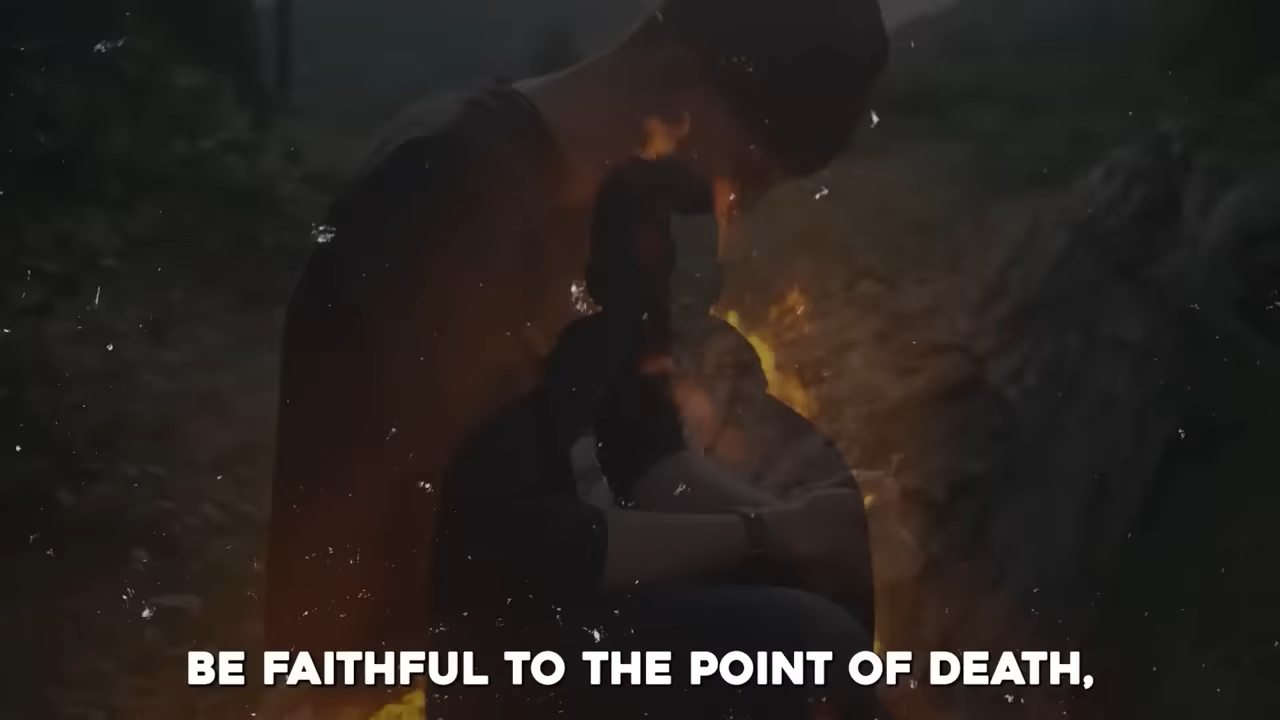 BE FAITHFUL TO THE POINT OF DEATH,